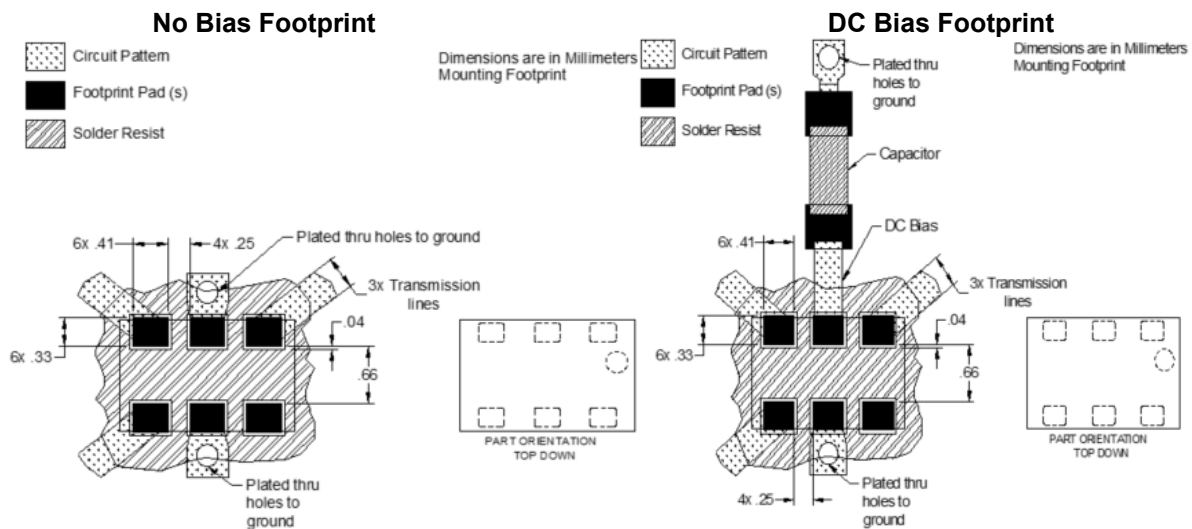 No Bias Footprint
Circuit Pattern
Footprint Pad (s)
Solder Resist
Dimensions are in Millimeters
Mounting Footprint
6x .41
4x .25
Plated thru holes to ground
3x Transmission
lines
6x .33
.04
.66
Plated thru
holes to
ground
PART ORIENTATION
TOP DOWN
DC Bias Footprint
Circuit Pattern
Footprint Pad (s)
Solder Resist
Plated thru
holes to
ground
Dimensions are in Millimeters
Mounting Footprint
Capacitor
DC Bias
6x .41
3x Transmission
lines
6x .33
.04
.66
4x .25
Plated thru
holes to
ground
PART ORIENTATION
TOP DOWN